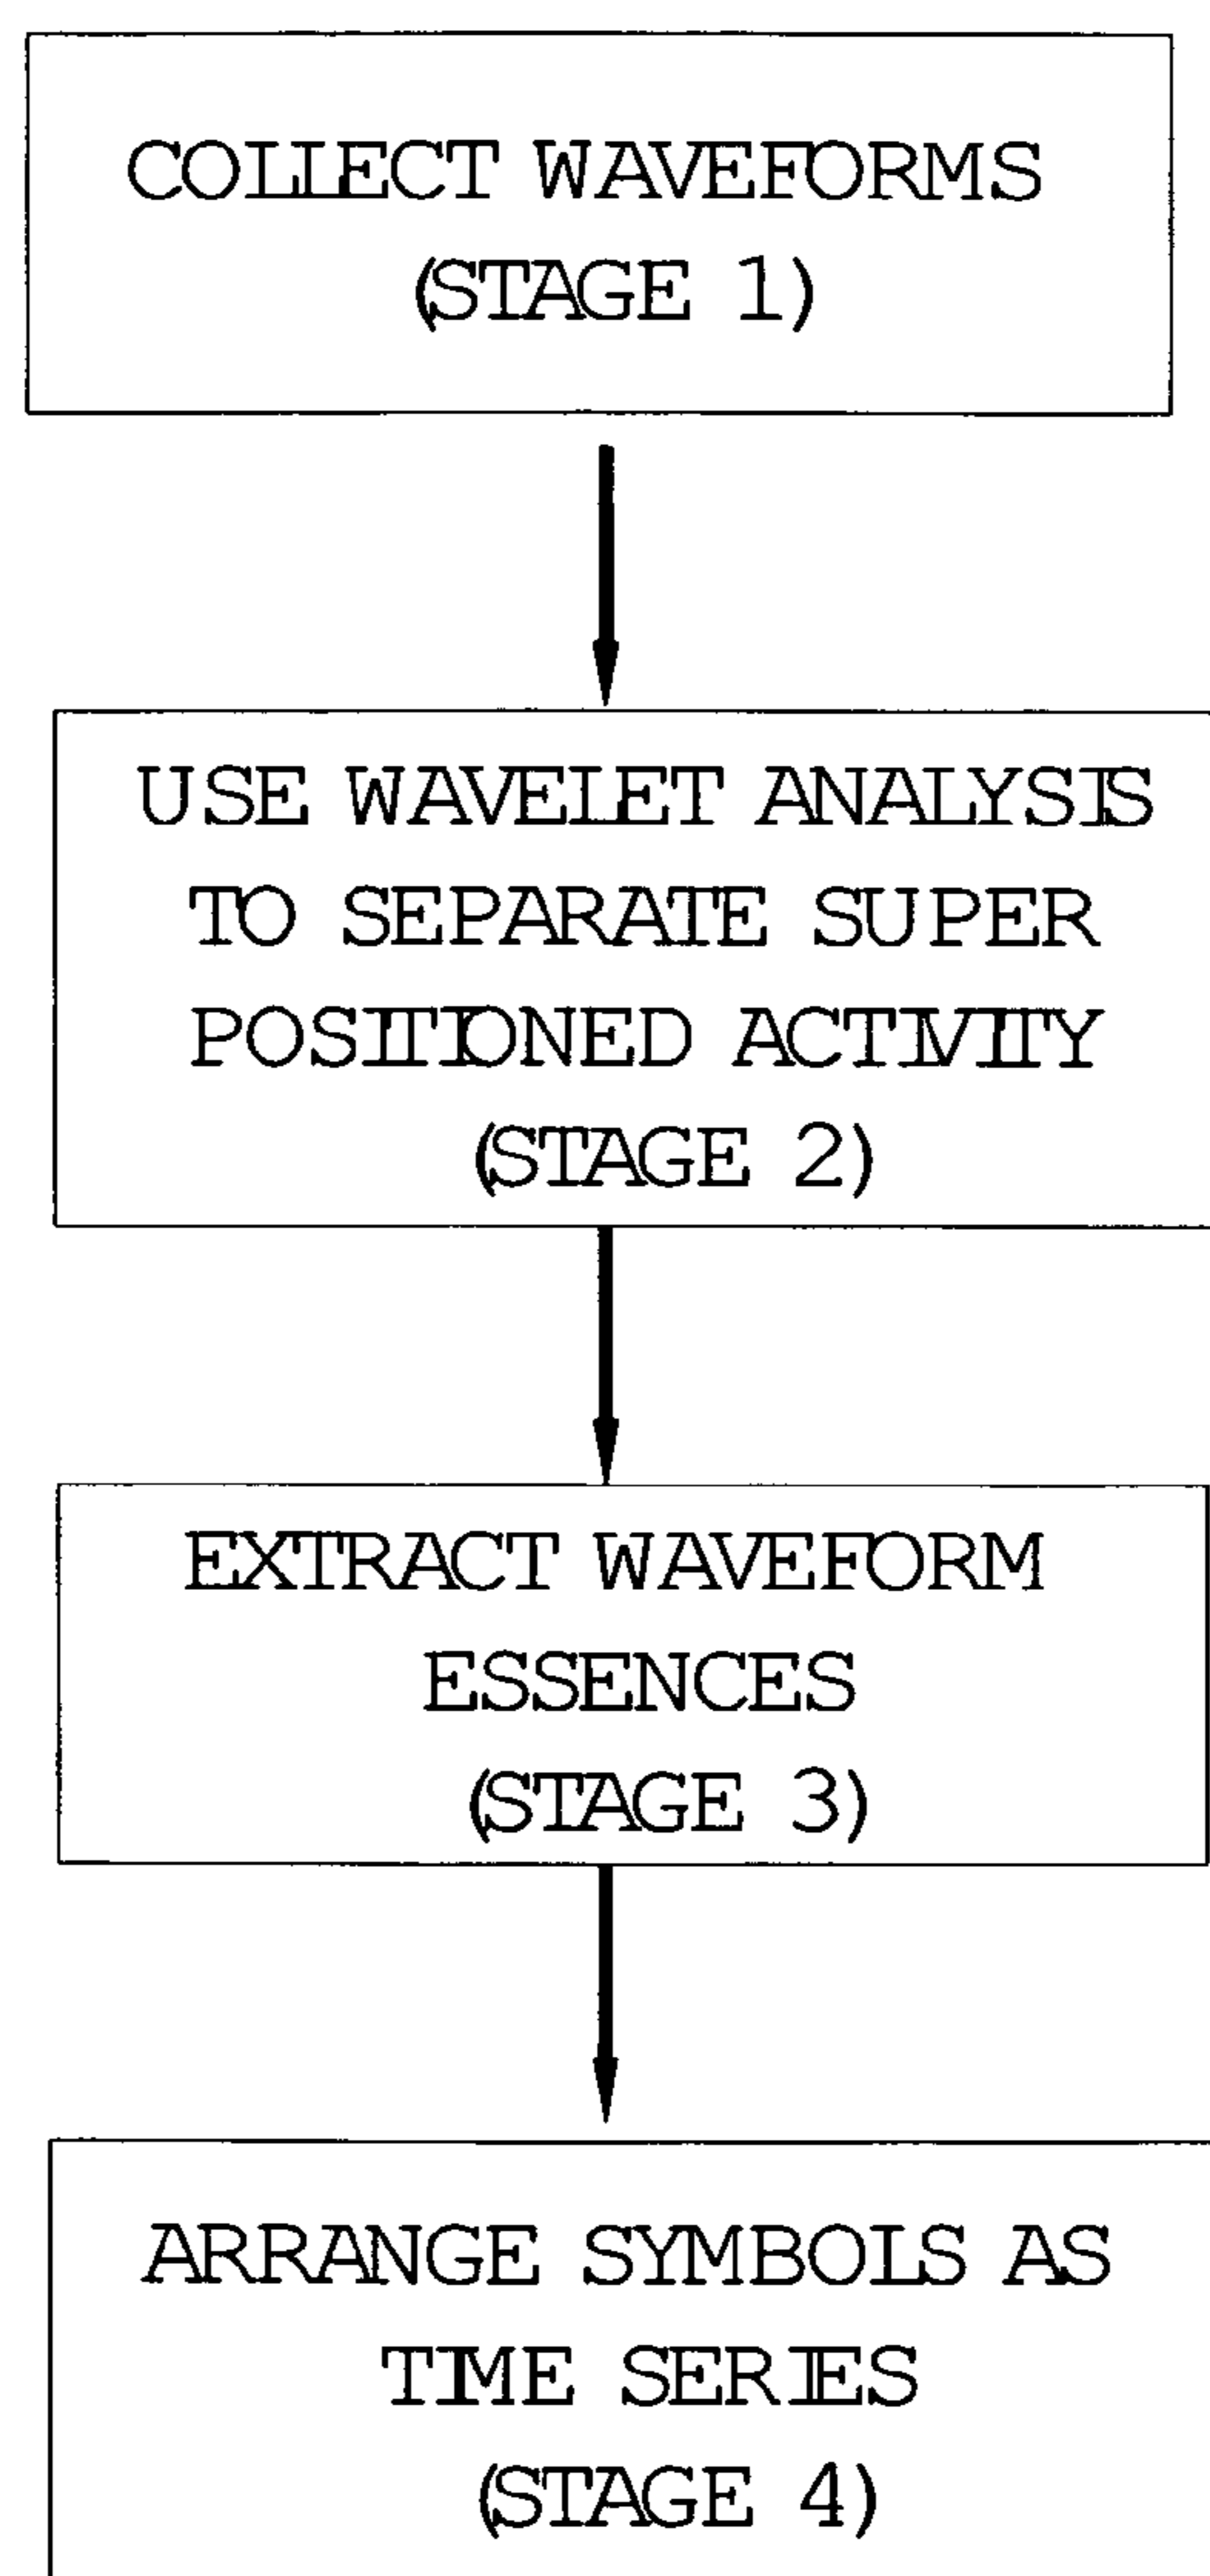 COLLECT WAVEFORMS
(STAGE 1)
USE WAVELET ANALYSIS
TO SEPARATE SUPER
POSITIONED ACTIVITY
(STAGE 2)
EXTRACT WAVEFORM
ESSENCES
(STAGE 3)
ARRANGE SYMBOLS AS
TIME SERIES
(STAGE 4)